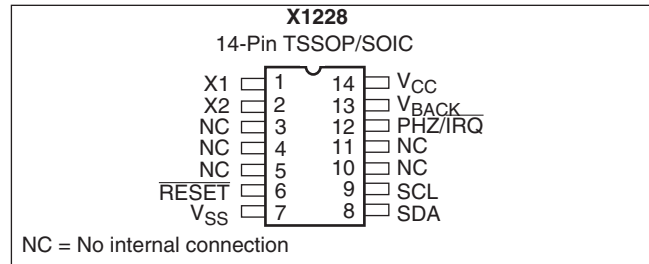 X1228
14-Pin TSSOP/SOIC
X1 1 14 VCC
X2 2 13 VBACK
NC 3 12 PHZ/IRQ
NC 4 11 NC
NC 5 10 NC
RESET 6 9 SCL
VSS 7 8 SDA
NC = No internal connection